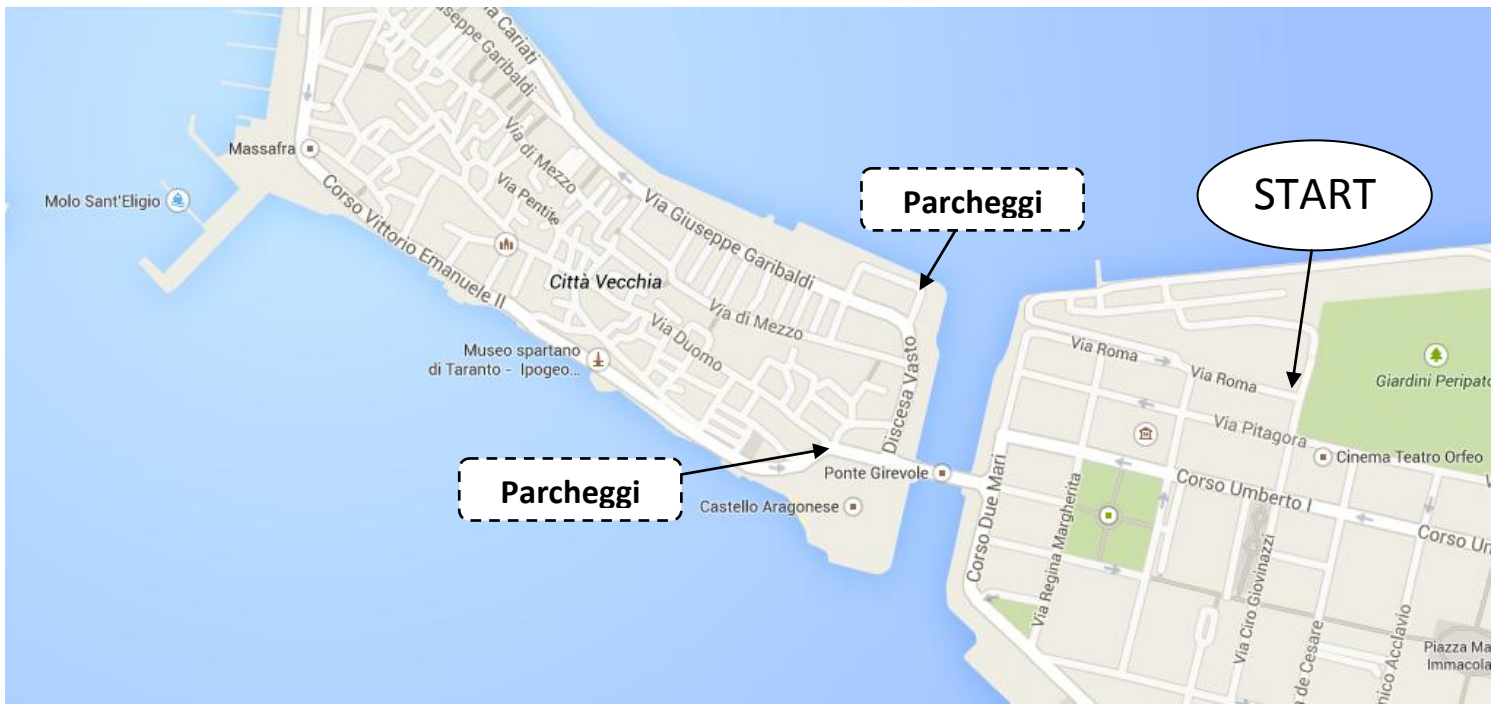 Via Cariati
Giuseppe Garibaldi
Massafra
Molo Sant'Eligio
Via di Mezzo
Via Pentite
Corso Vittorio Emanuele II
Via Giuseppe Garibaldi
Parcheggi
START
Città Vecchia
Via di Mezzo
Via Duomo
Museo spartano
di Taranto - Ipogeo...
Discesa Vasto
Via Roma
Via Roma
Giardini Peripato
Via Pitagora
Cinema Teatro Orfeo
Parcheggi
Ponte Girevole
Castello Aragonese
Corso Due Mari
Via Regina Margherita
Corso Umberto I
Corso Um
Via Ciro Giovinazzi
a de Cesare
nico Acclavio
Piazza Ma
Immacola